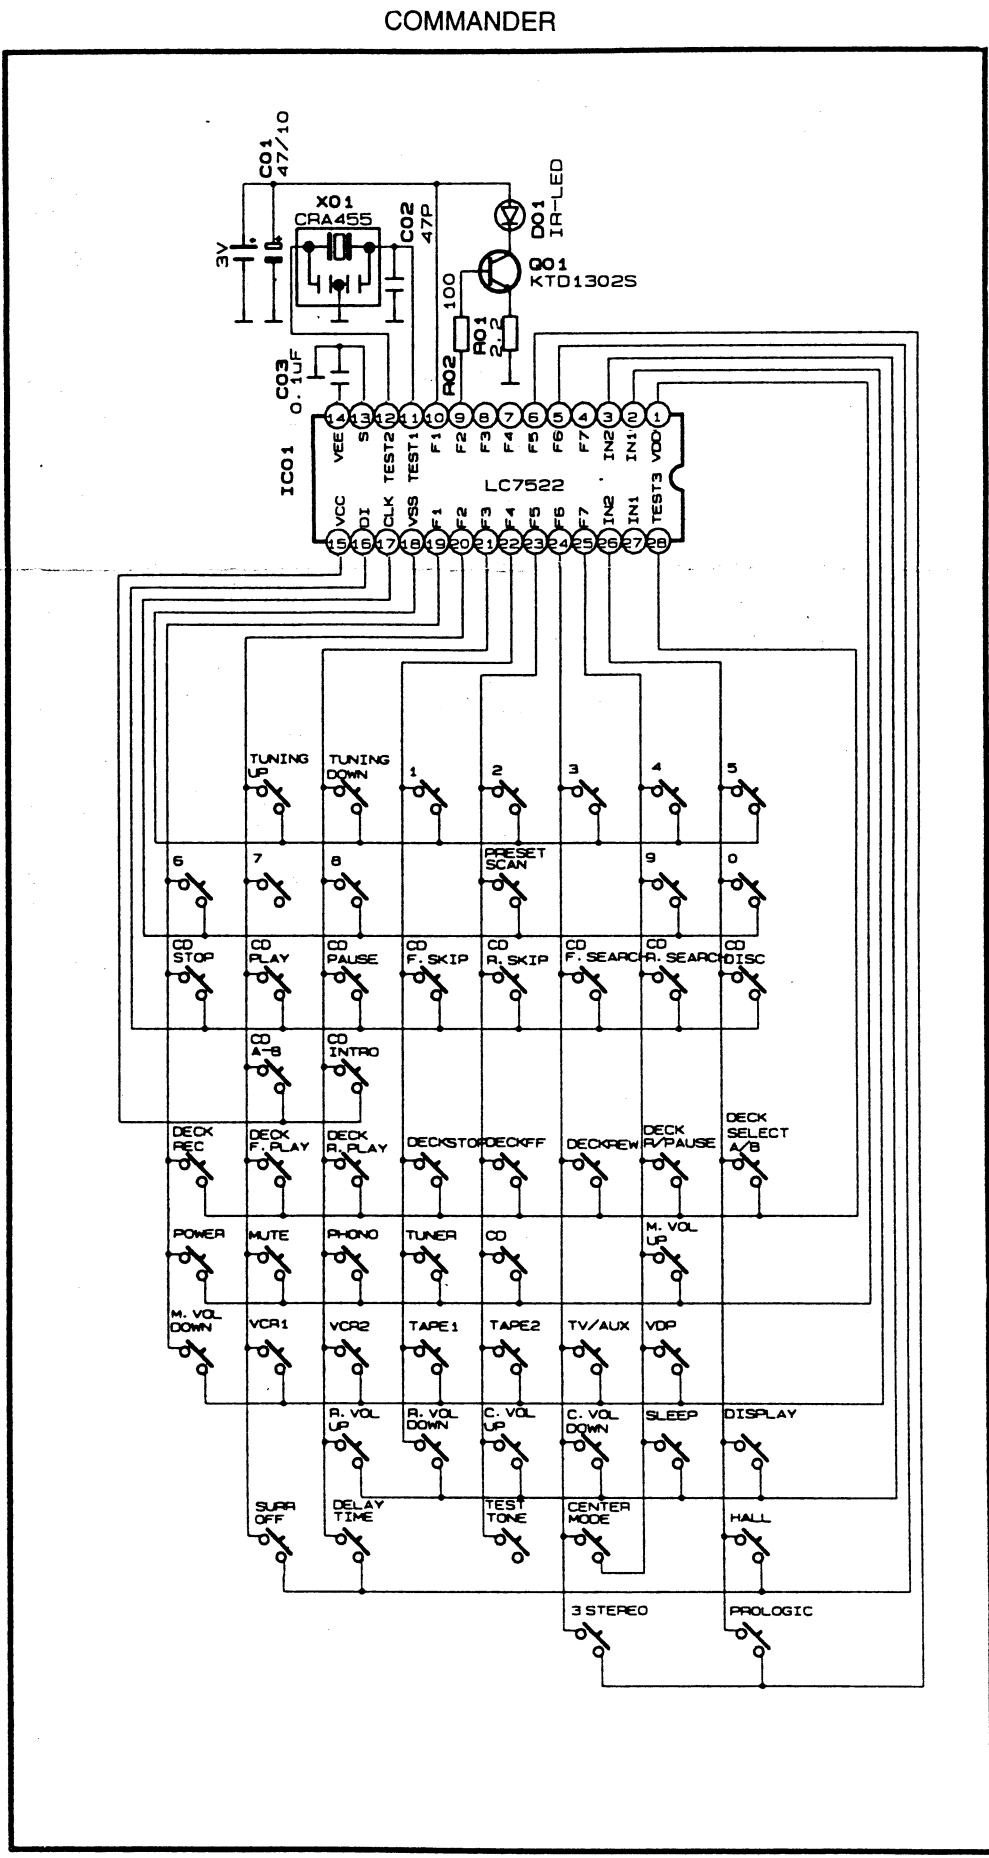 COMMANDER
C01
47/10
X01
CRA455
C02
47P
3V
D01
IR-LED
Q01
KTD1302S
100
R02
R01
2.2
C03
0.1uF
IC01
14 13 12 11 10 9 8 7 6 5 4 3 2 1
VEE S TEST2 TEST1 F1 F2 F3 F4 F5 F6 F7 IN2 IN1 VDD
LC7522
VCC DI CLK VSS F1 F2 F3 F4 F5 F6 F7 IN2 IN1 TEST3
15 16 17 18 19 20 21 22 23 24 25 26 27 28
TUNING UP
TUNING DOWN
1
2
3
4
5
6
7
8
PRESET SCAN
9
0
CD STOP
CD PLAY
CD PAUSE
CD F. SKIP
CD R. SKIP
CD F. SEARCH
CD R. SEARCH
CD DISC
CD A-B
CD INTRO
DECK REC
DECK F. PLAY
DECK R. PLAY
DECKSTOP
DECKFF
DECKREW
DECK R/PAUSE
DECK SELECT A/B
POWER
MUTE
PHONO
TUNER
CD
M. VOL UP
M. VOL DOWN
VCR1
VCR2
TAPE1
TAPE2
TV/AUX
VDP
R. VOL UP
R. VOL DOWN
C. VOL UP
C. VOL DOWN
SLEEP
DISPLAY
SURR OFF
DELAY TIME
TEST TONE
CENTER MODE
HALL
3 STEREO
PROLOGIC